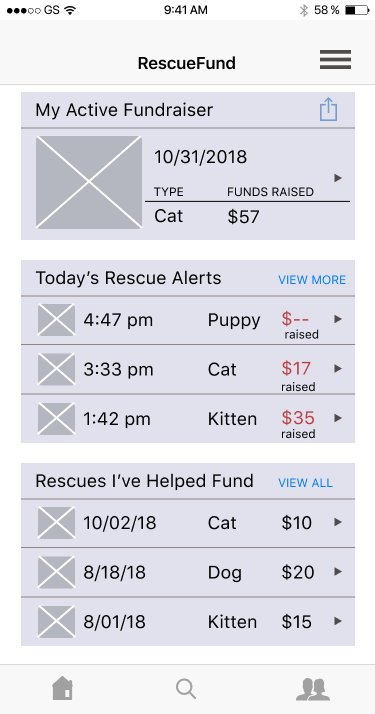 GS 9:41 AM 58 %
RescueFund
My Active Fundraiser
10/31/2018
TYPE FUNDS RAISED
Cat $57
Today’s Rescue Alerts VIEW MORE
4:47 pm Puppy $--
raised
3:33 pm Cat $17
raised
1:42 pm Kitten $35
raised
Rescues I’ve Helped Fund VIEW ALL
10/02/18 Cat $10
8/18/18 Dog $20
8/01/18 Kitten $15